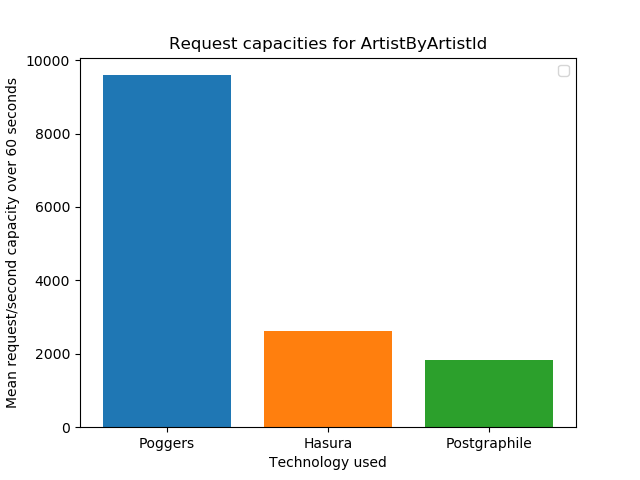 Request capacities for ArtistByArtistId
Mean request/second capacity over 60 seconds
10000
8000
6000
4000
2000
0
Poggers
Hasura
Postgraphile
Technology used